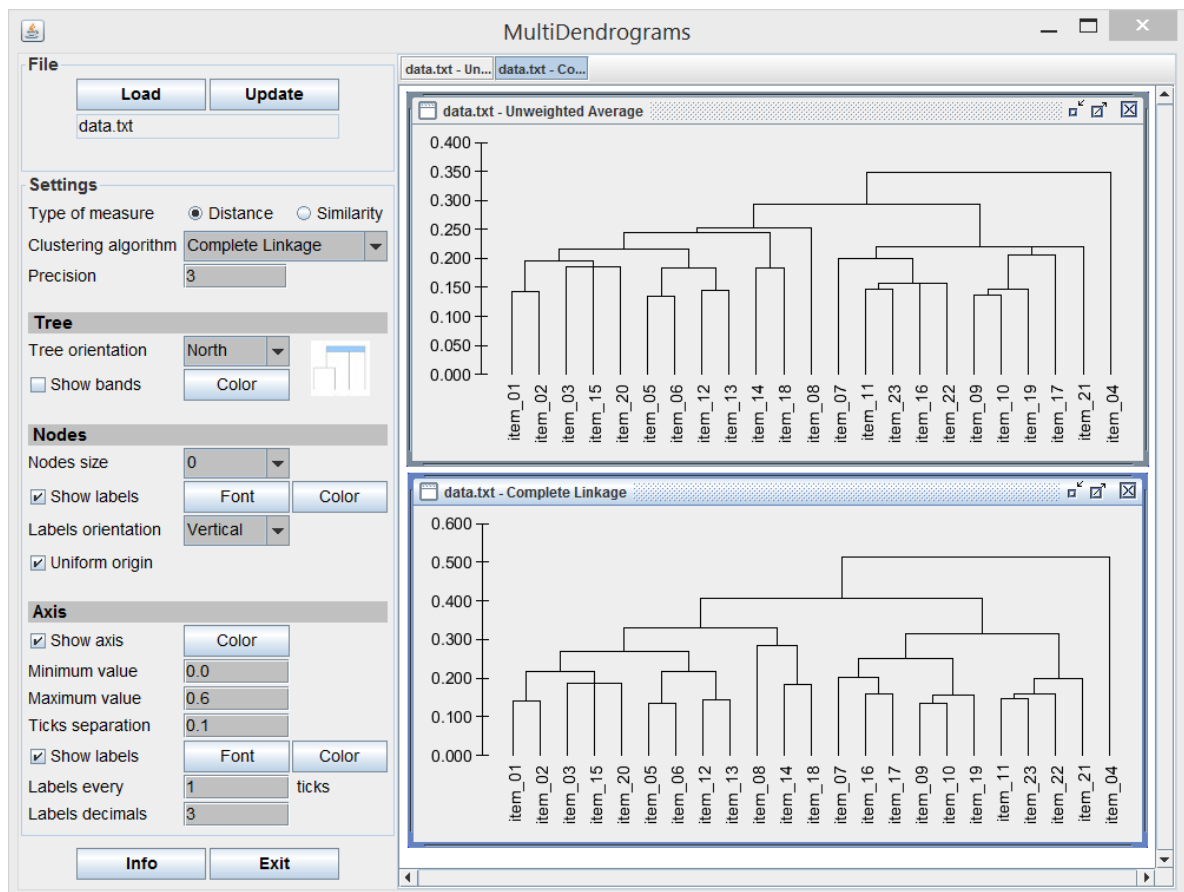 MultiDendrograms
File
Load Update
data.txt
Settings
Type of measure Distance Similarity
Clustering algorithm Complete Linkage
Precision 3
Tree
Tree orientation North
Show bands Color
Nodes
Nodes size 0
Show labels Font Color
Labels orientation Vertical
Uniform origin
Axis
Show axis Color
Minimum value 0.0
Maximum value 0.6
Ticks separation 0.1
Show labels Font Color
Labels every 1 ticks
Labels decimals 3
Info Exit
data.txt - Un... data.txt - Co...
data.txt - Unweighted Average
0.400
0.350
0.300
0.250
0.200
0.150
0.100
0.050
0.000
item_01 item_02 item_03 item_15 item_20 item_05 item_06 item_12 item_13 item_14 item_18 item_08 item_07 item_11 item_23 item_16 item_22 item_09 item_10 item_19 item_17 item_21 item_04
data.txt - Complete Linkage
0.600
0.500
0.400
0.300
0.200
0.100
0.000
item_01 item_02 item_03 item_15 item_20 item_05 item_06 item_12 item_13 item_08 item_14 item_18 item_07 item_16 item_17 item_09 item_10 item_19 item_11 item_23 item_22 item_21 item_04